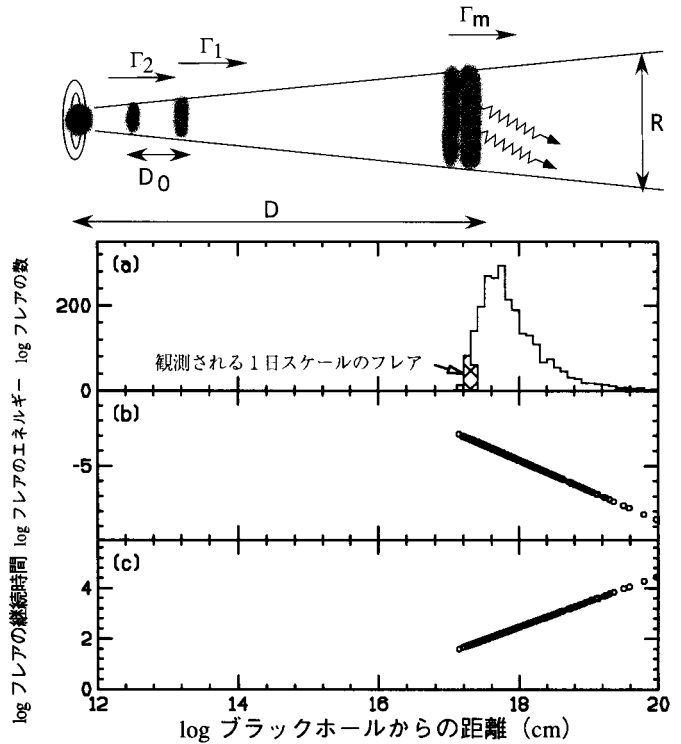 Γ₂ Γ₁ Γm
D₀ D R
(a)
200
0
観測される1日スケールのフレア
log フレアの数
(b)
-5
log フレアのエネルギー
(c)
4
2
0
log フレアの継続時間
12 14 16 18 20
log ブラックホールからの距離 (cm)